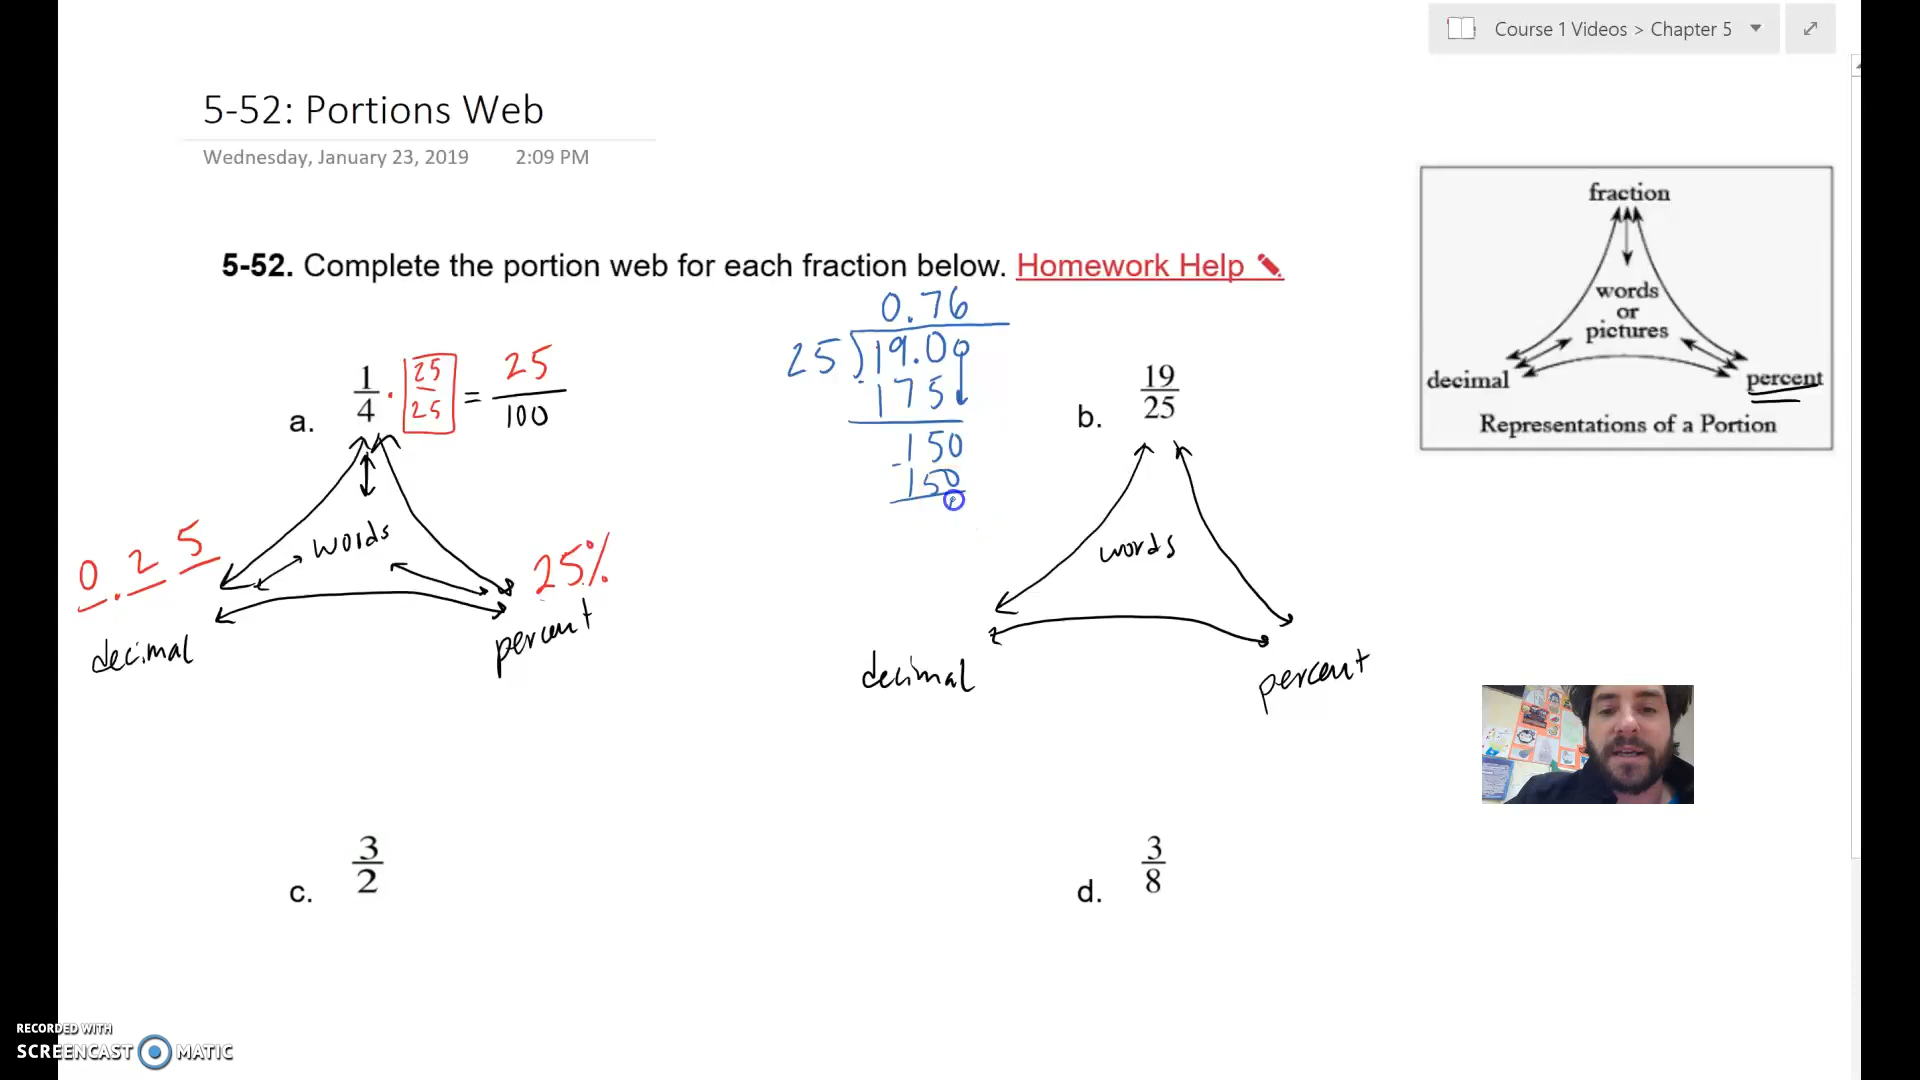 Course 1 Videos > Chapter 5
5-52: Portions Web
Wednesday, January 23, 2019 2:09 PM
5-52. Complete the portion web for each fraction below. Homework Help
fraction
words
or
pictures
decimal percent
Representations of a Portion
a. 1/4 · 25/25 = 25/100
words
0.25
decimal
25%
percent
0.76
25)19.00
175
-150
150
0
b. 19/25
words
decimal
percent
c. 3/2
d. 3/8
RECORDED WITH
SCREENCAST MATIC